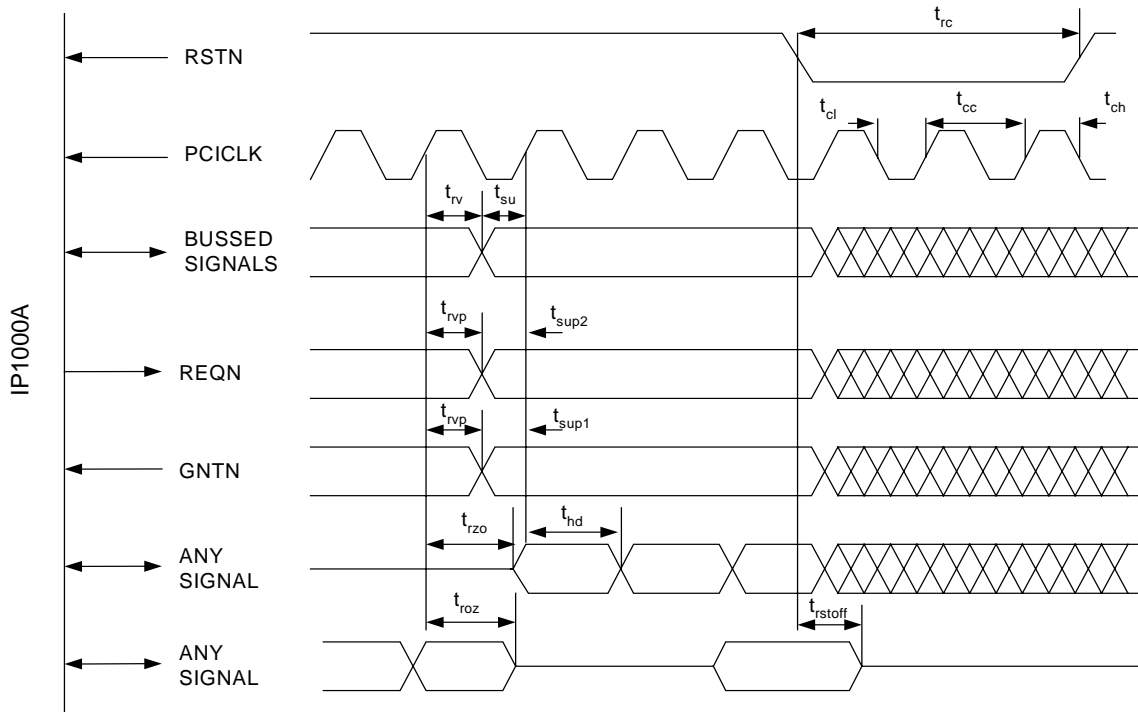 t_rc
RSTN
t_cl
t_cc
t_ch
PCICLK
t_rv
t_su
BUSSED
SIGNALS
t_rvp
t_sup2
REQN
IP1000A
t_rvp
t_sup1
GNTN
t_rzo
t_hd
ANY
SIGNAL
t_roz
t_rstoff
ANY
SIGNAL